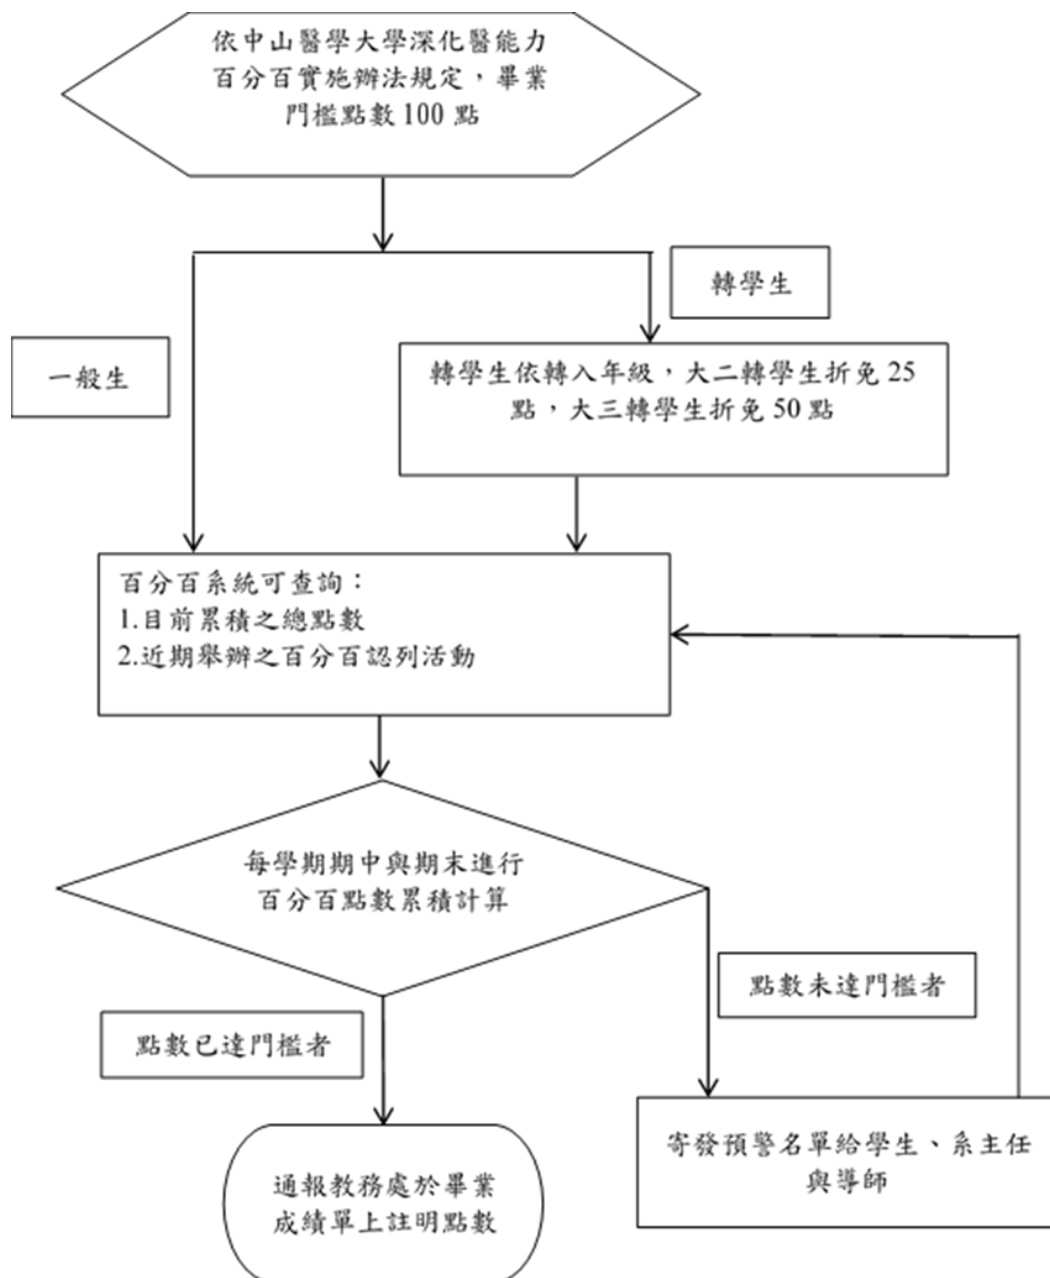 依中山醫學大學深化醫能力
百分百實施辦法規定，畢業
門檻點數 100 點
轉學生
一般生
轉學生依轉入年級，大二轉學生折免 25
點，大三轉學生折免 50 點
百分百系統可查詢：
1.目前累積之總點數
2.近期舉辦之百分百認列活動
每學期期中與期末進行
百分百點數累積計算
點數未達門檻者
點數已達門檻者
寄發預警名單給學生、系主任
與導師
通報教務處於畢業
成績單上註明點數